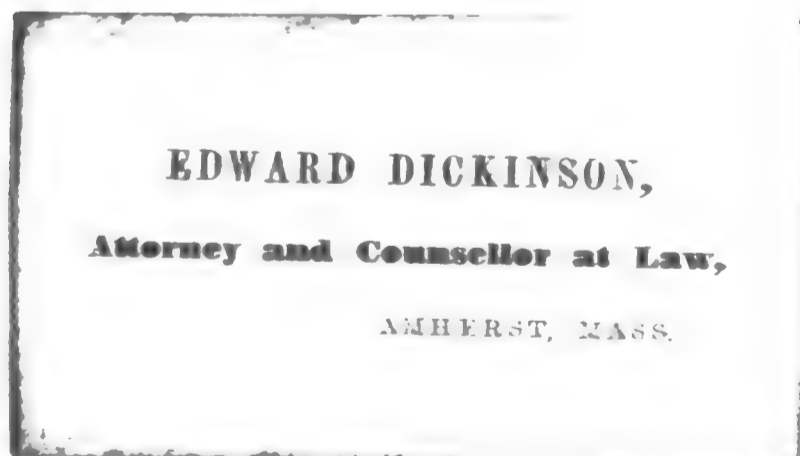 EDWARD DICKINSON,
Attorney and Counsellor at Law,
AMHERST, MASS.